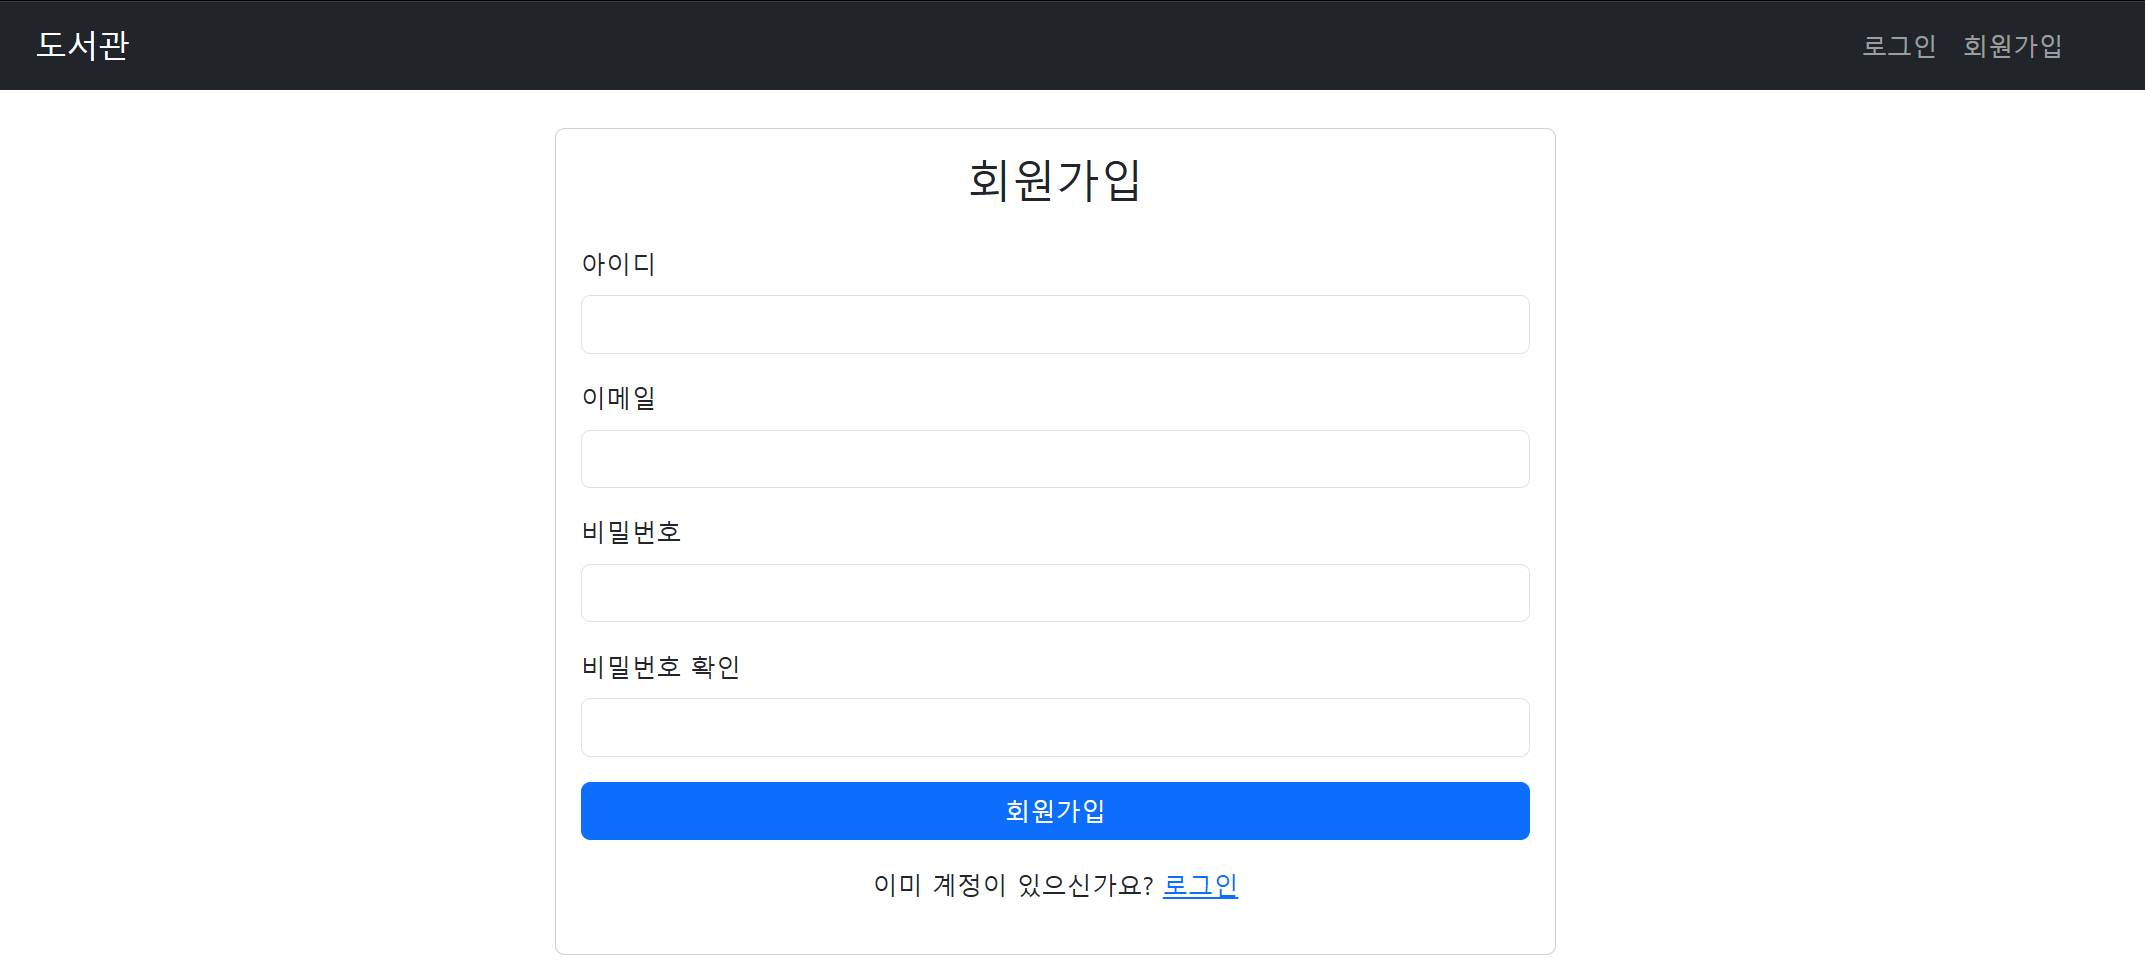 도서관 로그인 회원가입
회원가입
아이디
이메일
비밀번호
비밀번호 확인
회원가입
이미 계정이 있으신가요? 로그인